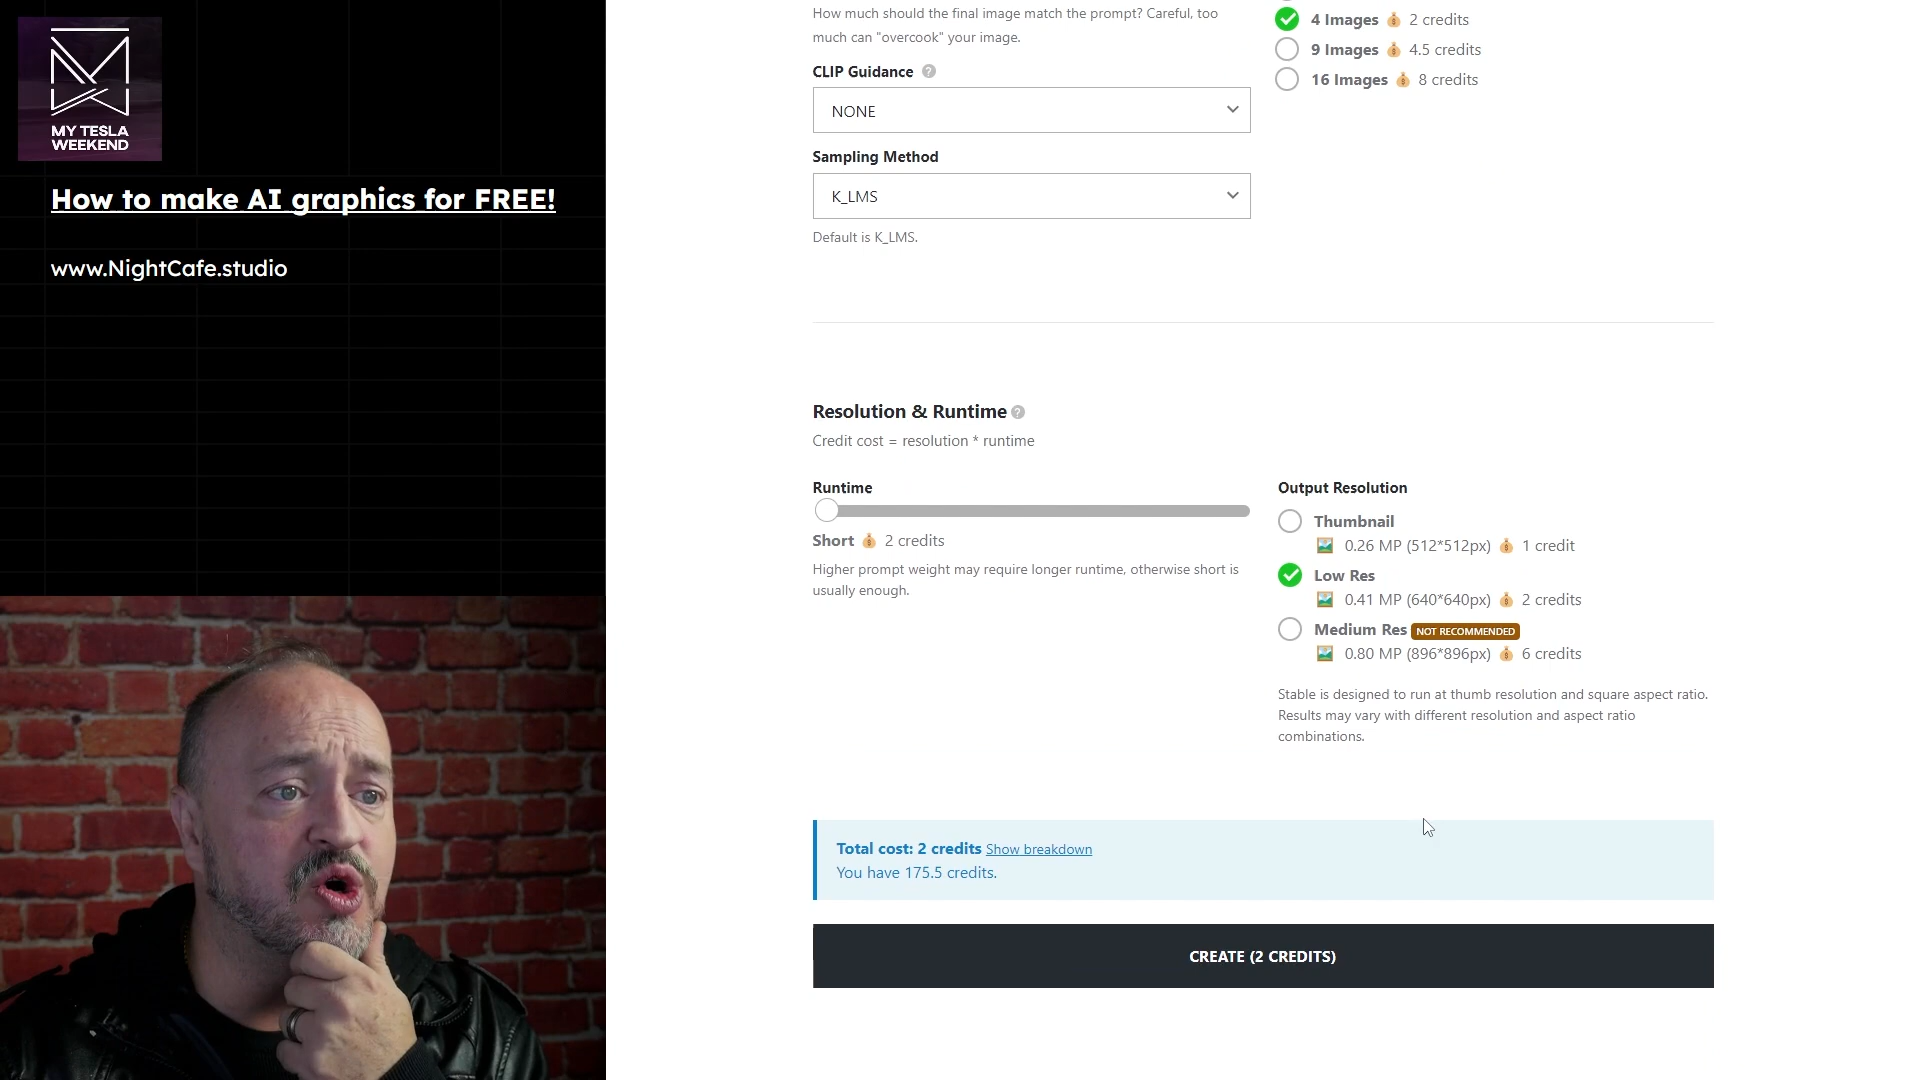 MY TESLA
WEEKEND
How to make AI graphics for FREE!
www.NightCafe.studio
How much should the final image match the prompt? Careful, too
much can "overcook" your image.
CLIP Guidance ?
NONE
Sampling Method
K_LMS
Default is K_LMS.
4 Images 2 credits
9 Images 4.5 credits
16 Images 8 credits
Resolution & Runtime ?
Credit cost = resolution * runtime
Runtime
Short 2 credits
Higher prompt weight may require longer runtime, otherwise short is
usually enough.
Output Resolution
Thumbnail
0.26 MP (512*512px) 1 credit
Low Res
0.41 MP (640*640px) 2 credits
Medium Res NOT RECOMMENDED
0.80 MP (896*896px) 6 credits
Stable is designed to run at thumb resolution and square aspect ratio.
Results may vary with different resolution and aspect ratio
combinations.
Total cost: 2 credits Show breakdown
You have 175.5 credits.
CREATE (2 CREDITS)